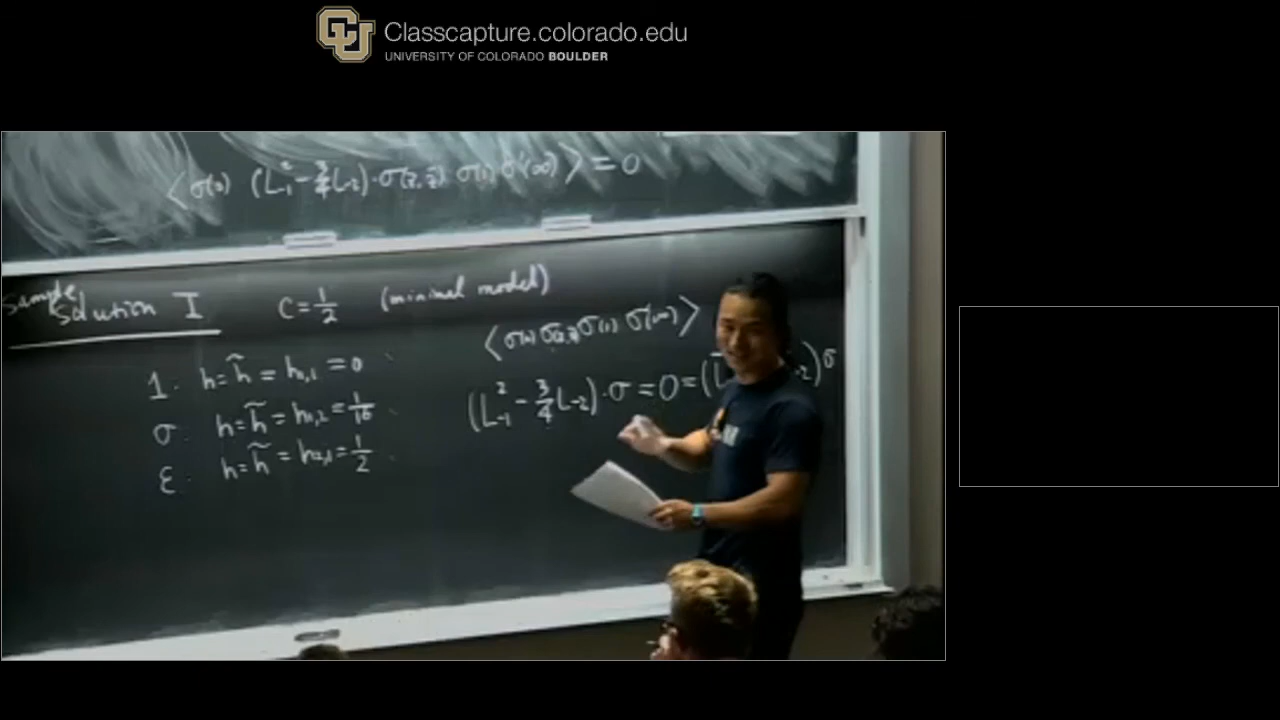 Classcapture.colorado.edu
UNIVERSITY OF COLORADO BOULDER
⟨σ(0) (L₋₁² − 3/4 L₋₂)·σ(z,z̄) σ(1) σ'(∞)⟩ = 0
Sample
Solution I C = 1/2 (minimal model)
⟨σ(0) σ(z,z̄) σ(1) σ'(∞)⟩
1: h = h̃ = h₁,₁ = 0
(L₋₁² − 3/4 L₋₂)·σ = 0 = (L̄ ₋₂)σ
σ: h = h̃ = h₁,₂ = 1/16
ε: h = h̃ = h₂,₁ = 1/2